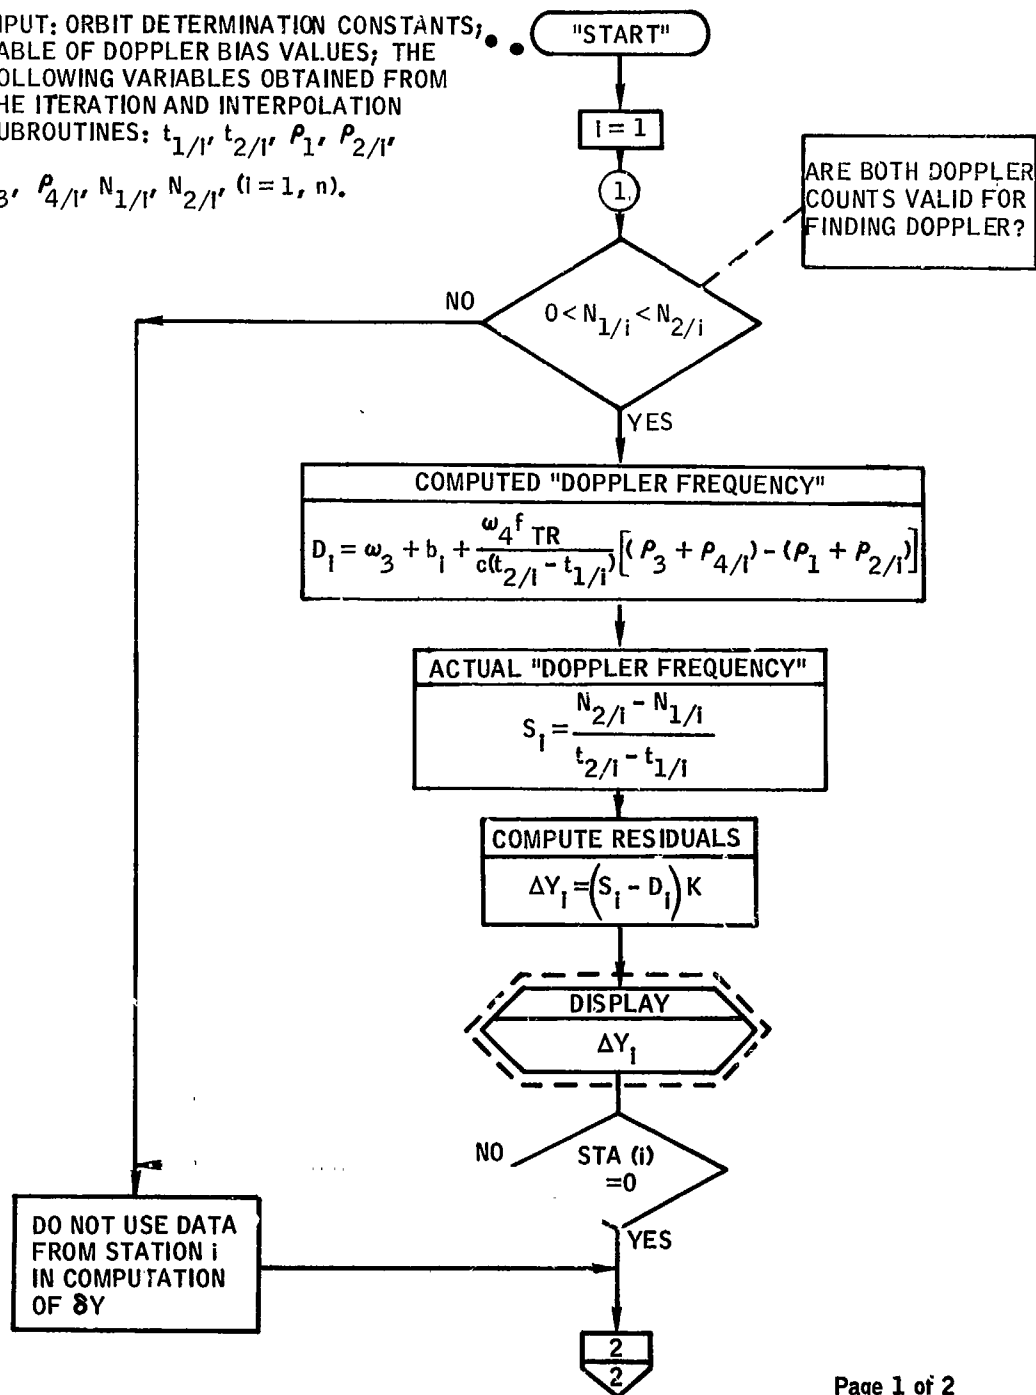 NPUT: ORBIT DETERMINATION CONSTANTS;
ABLE OF DOPPLER BIAS VALUES; THE
OLLOWING VARIABLES OBTAINED FROM
HE ITERATION AND INTERPOLATION
UBROUTINES: t1/i, t2/i, ρ1, ρ2/i,
3, ρ4/i, N1/i, N2/i, (i = 1, n).
"START"
i = 1
1
ARE BOTH DOPPLER
COUNTS VALID FOR
FINDING DOPPLER?
NO
0 < N1/i < N2/i
YES
COMPUTED "DOPPLER FREQUENCY"
Di = ω3 + bi + ω4 f TR / c(t2/i - t1/i) [(ρ3 + ρ4/i) - (ρ1 + ρ2/i)]
ACTUAL "DOPPLER FREQUENCY"
Si = N2/i - N1/i / t2/i - t1/i
COMPUTE RESIDUALS
ΔYi = (Si - Di) K
DISPLAY
ΔYi
NO
STA (i)
=0
YES
DO NOT USE DATA
FROM STATION i
IN COMPUTATION
OF δY
2
2
Page 1 of 2